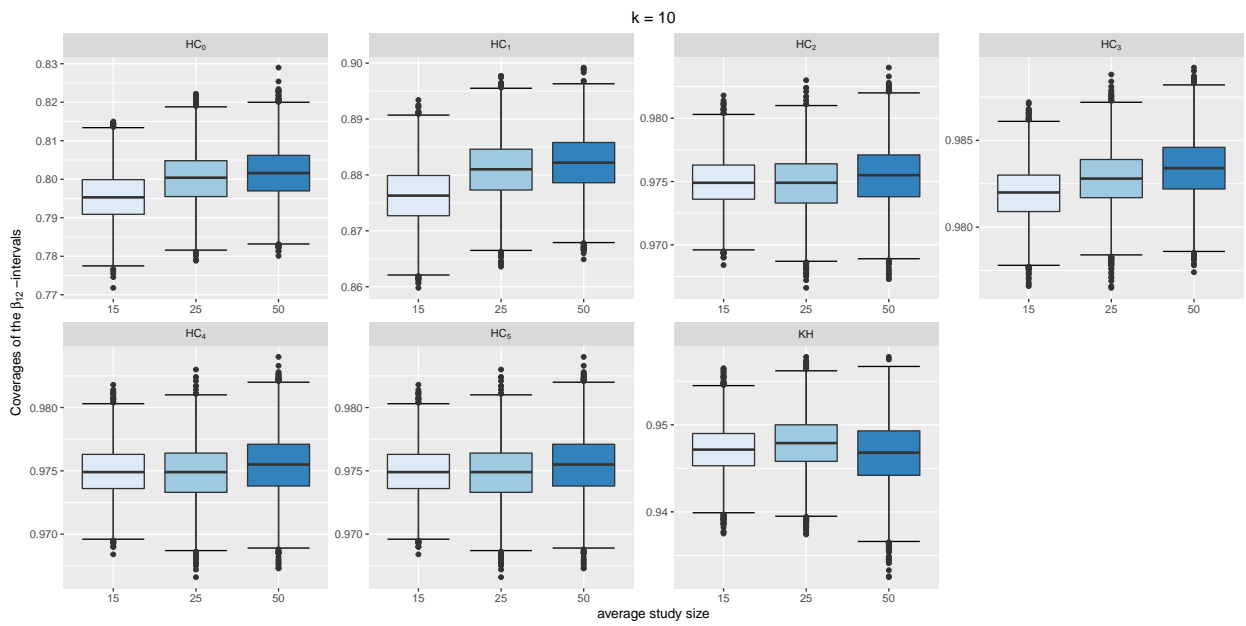 k = 10
HC₀
HC₁
HC₂
HC₃
0.83
0.82
0.81
0.80
0.79
0.78
0.77
0.90
0.89
0.88
0.87
0.86
0.980
0.975
0.970
0.985
0.980
15 25 50
15 25 50
15 25 50
15 25 50
HC₄
HC₅
KH
0.980
0.975
0.970
0.980
0.975
0.970
0.95
0.94
15 25 50
15 25 50
15 25 50
Coverages of the β₁₂ −intervals
average study size